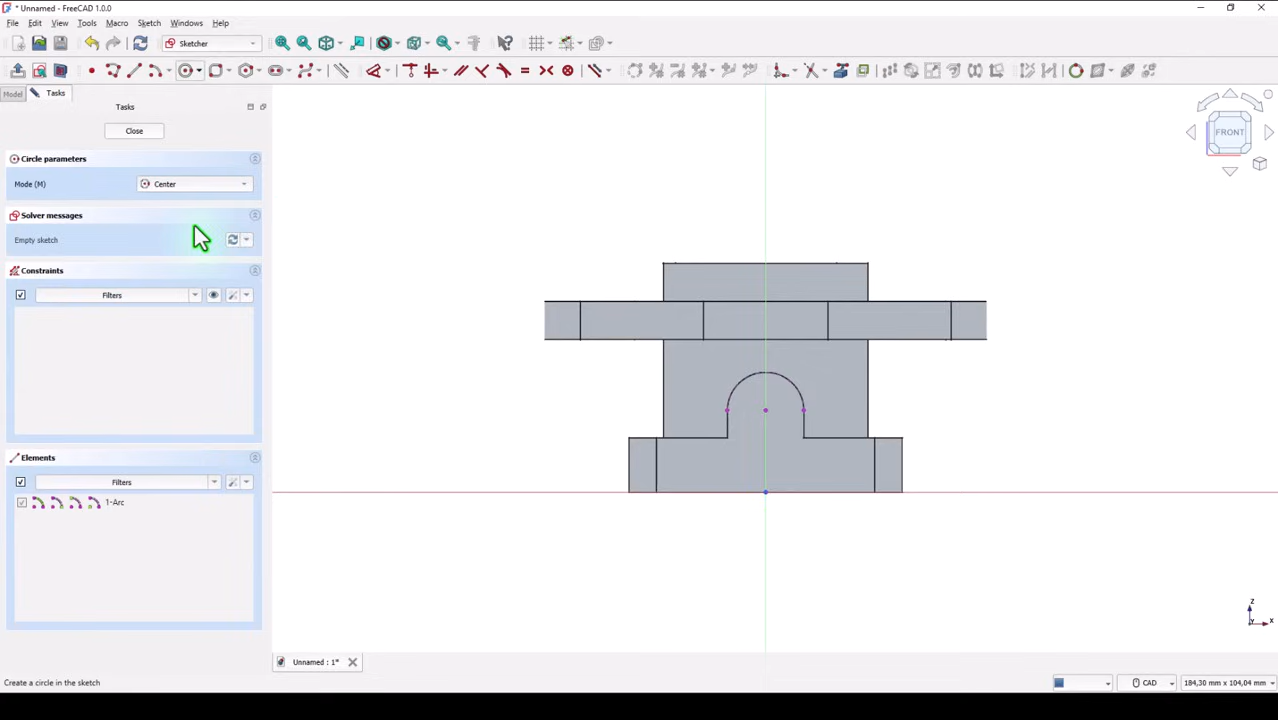 * Unnamed - FreeCAD 1.0.0
File Edit View Tools Macro Sketch Windows Help
Sketcher
Model Tasks
Tasks
Close
Circle parameters
Mode (M) Center
Solver messages
Empty sketch
Constraints
Filters
Elements
Filters
1-Arc
FRONT
Z
X
Y
Unnamed : 1*
Create a circle in the sketch
CAD
184,30 mm x 104,04 mm